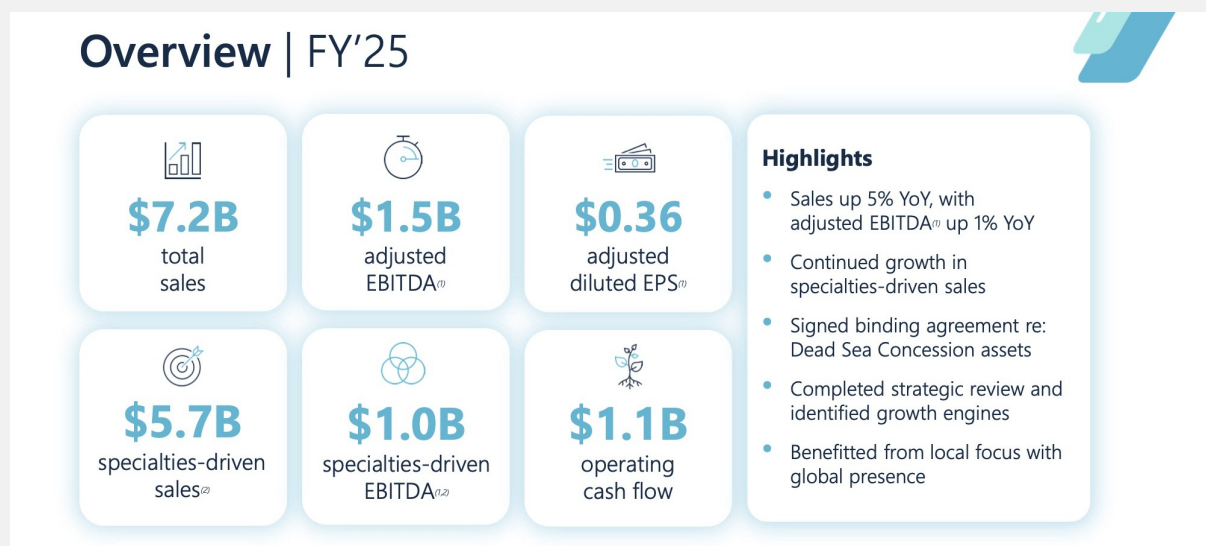 Overview | FY'25
$7.2B
total
sales
$1.5B
adjusted
EBITDA(1)
$0.36
adjusted
diluted EPS(1)
$5.7B
specialties-driven
sales(2)
$1.0B
specialties-driven
EBITDA(1,2)
$1.1B
operating
cash flow
Highlights
• Sales up 5% YoY, with
adjusted EBITDA(1) up 1% YoY
• Continued growth in
specialties-driven sales
• Signed binding agreement re:
Dead Sea Concession assets
• Completed strategic review and
identified growth engines
• Benefitted from local focus with
global presence